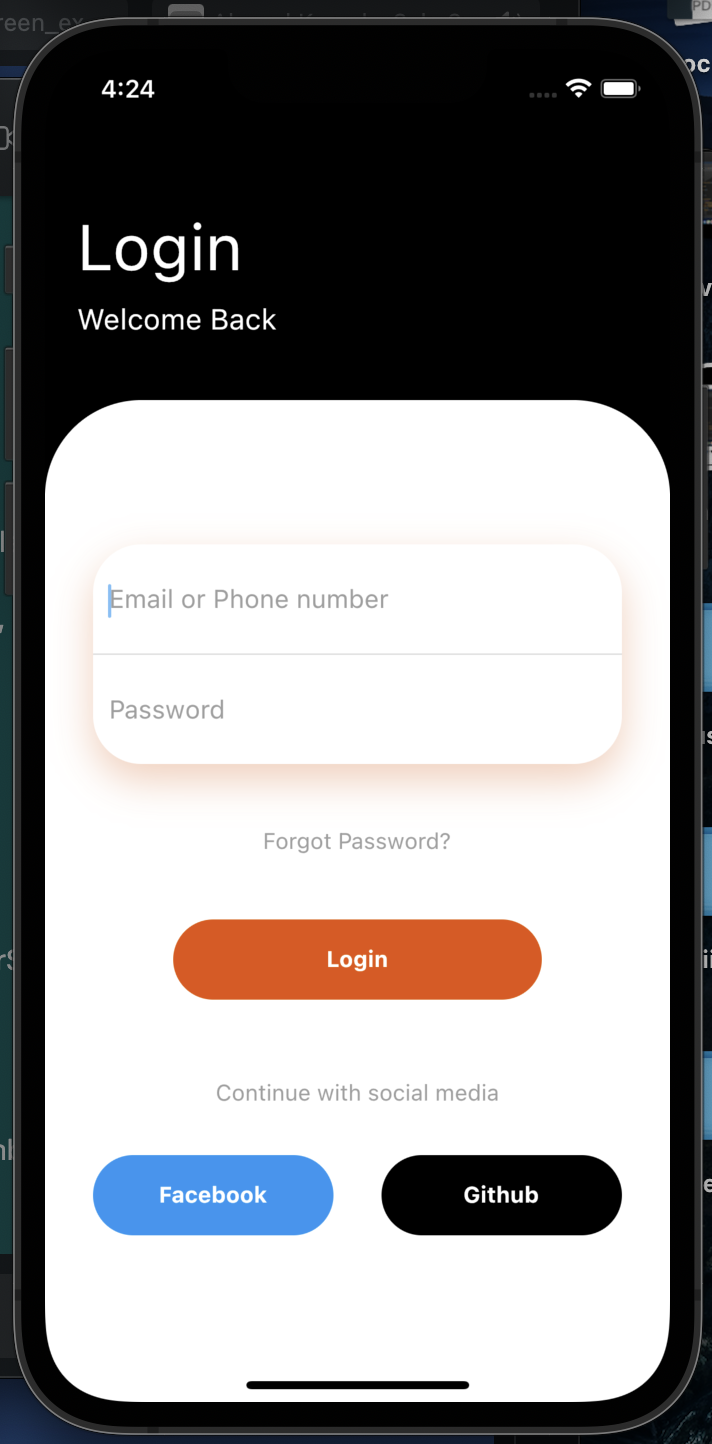 4:24
Login
Welcome Back
Email or Phone number
Password
Forgot Password?
Login
Continue with social media
Facebook
Github